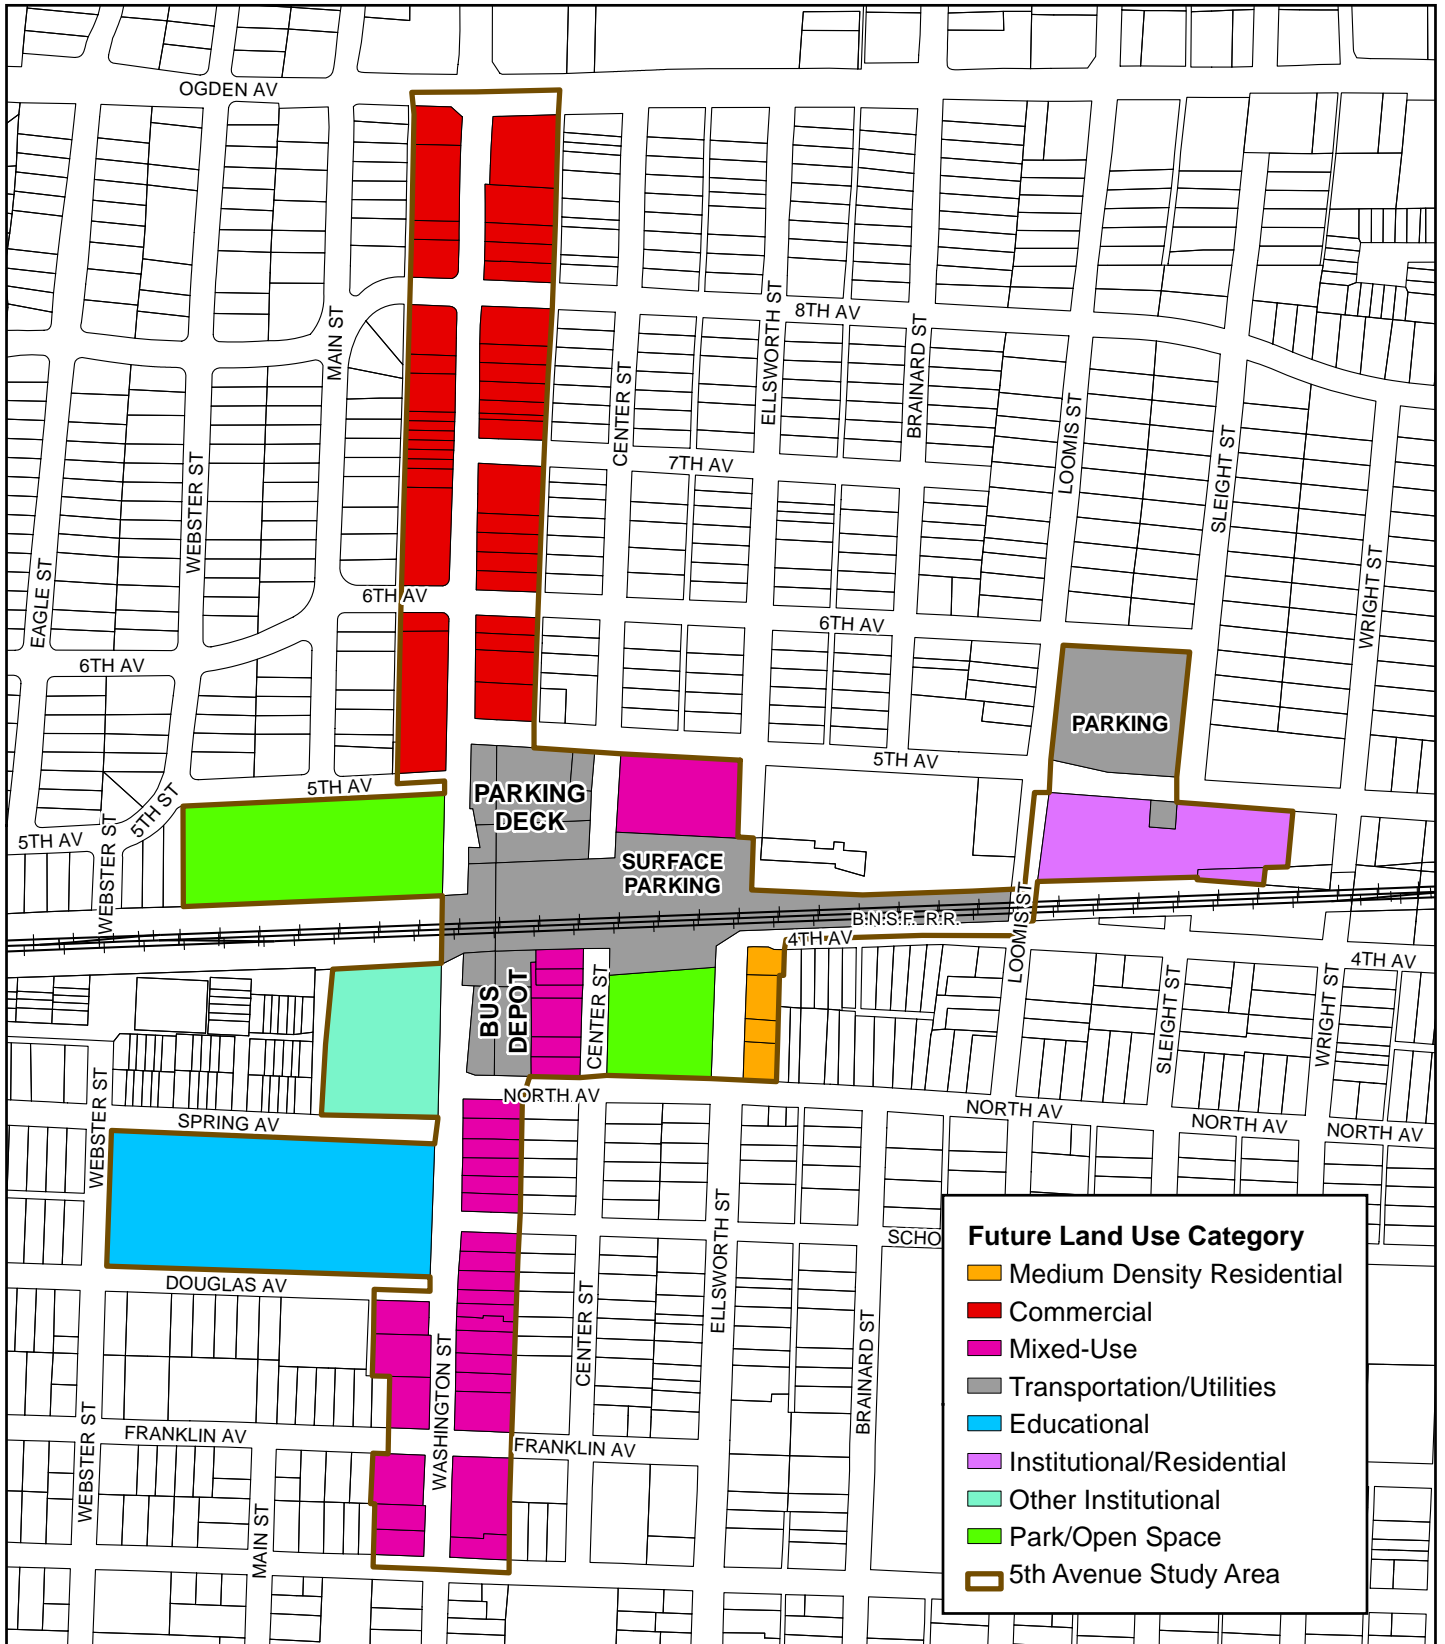 OGDEN AV
8TH AV
MAIN ST
ELLSWORTH ST
BRAINARD ST
CENTER ST
LOOMIS ST
7TH AV
WEBSTER ST
SLEIGHT ST
EAGLE ST
6TH AV
WRIGHT ST
6TH AV
6TH AV
PARKING
5TH AV
5TH AV
5TH ST
PARKING
DECK
5TH AV
WEBSTER ST
SURFACE
PARKING
B.N.S.F. R.R.
LOOMIS ST
4TH AV
4TH AV
BUS
DEPOT
CENTER ST
SLEIGHT ST
WRIGHT ST
NORTH AV
NORTH AV
NORTH AV
NORTH AV
WEBSTER ST
SPRING AV
ELLSWORTH ST
SCHO
DOUGLAS AV
CENTER ST
BRAINARD ST
WASHINGTON ST
FRANKLIN AV
FRANKLIN AV
WEBSTER ST
MAIN ST
Future Land Use Category
Medium Density Residential
Commercial
Mixed-Use
Transportation/Utilities
Educational
Institutional/Residential
Other Institutional
Park/Open Space
5th Avenue Study Area